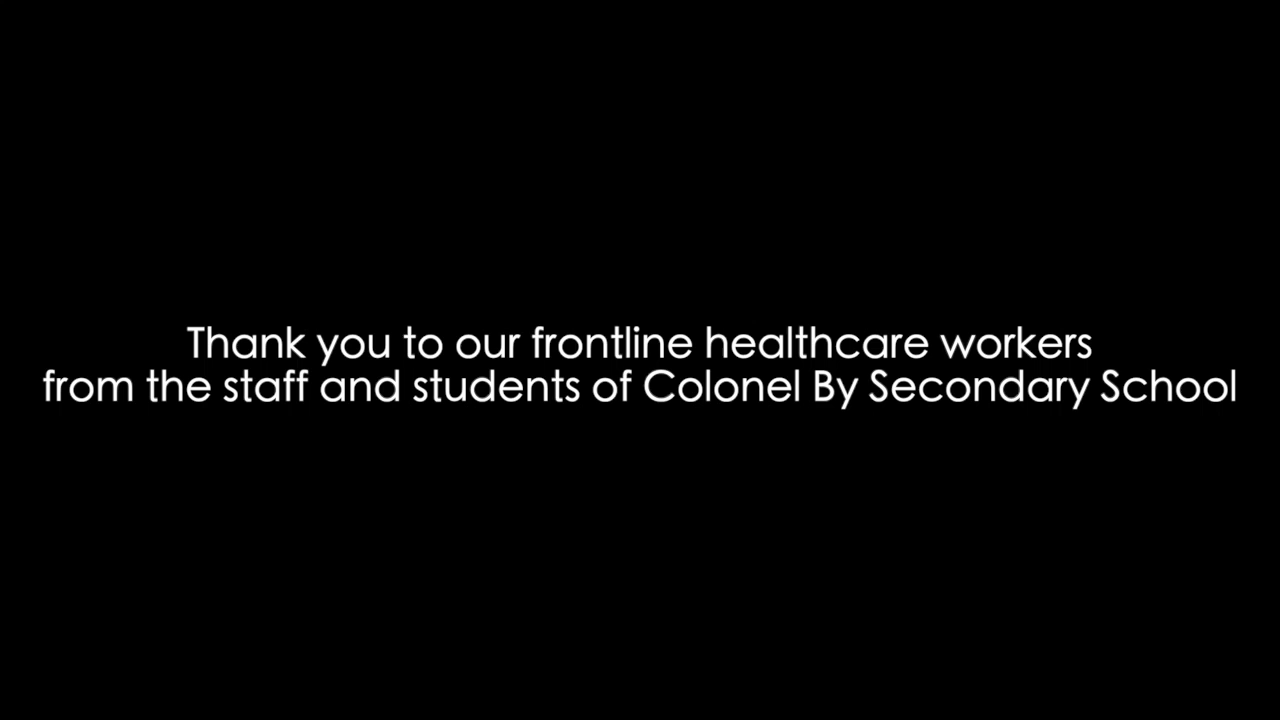 Thank you to our frontline healthcare workers
from the staff and students of Colonel By Secondary School